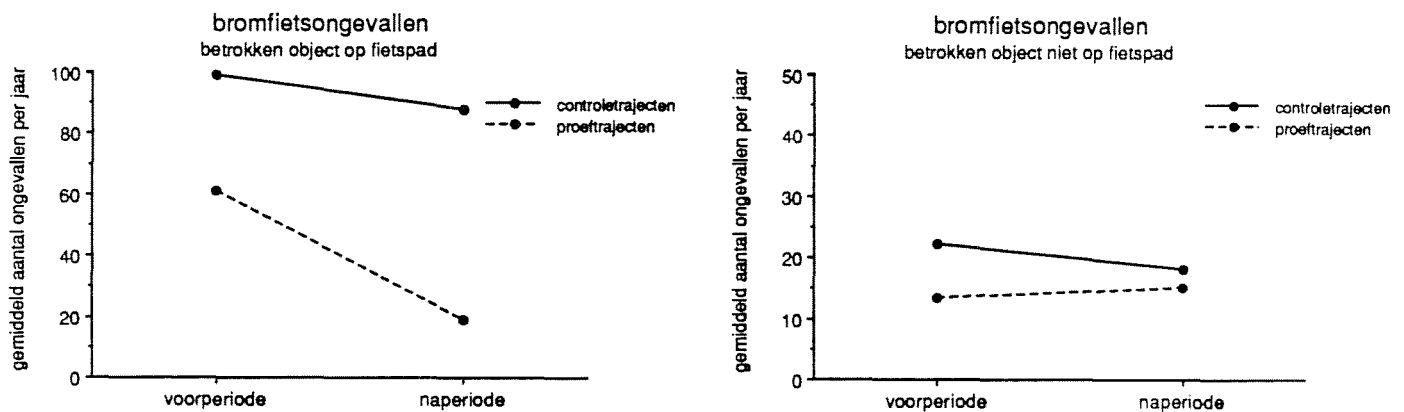 bromfietsongevallen
betrokken object op fietspad
gemiddeld aantal ongevallen per jaar
100
80
60
40
20
0
controletrajecten
proeftrajecten
voorperiode
naperiode
bromfietsongevallen
betrokken object niet op fietspad
gemiddeld aantal ongevallen per jaar
50
40
30
20
10
0
controletrajecten
proeftrajecten
voorperiode
naperiode